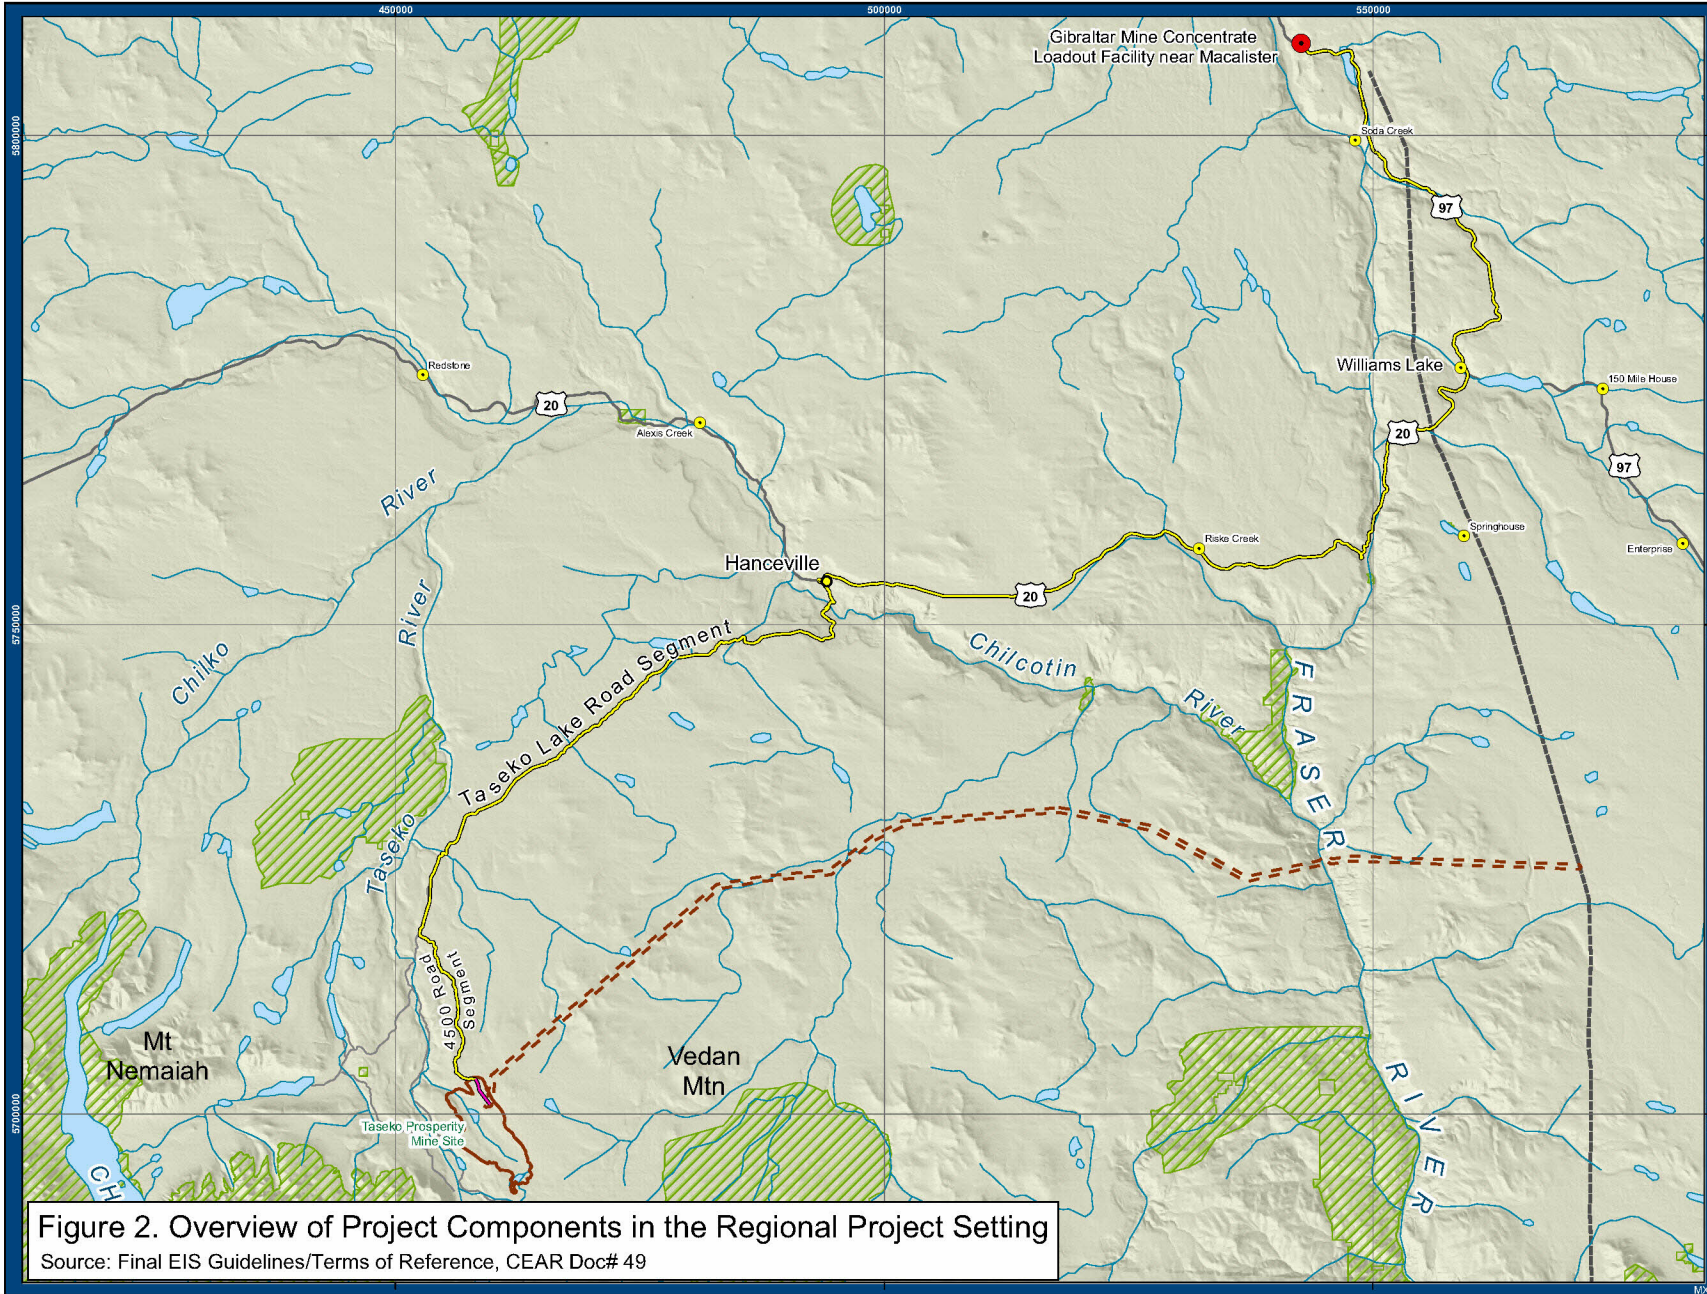 450000
500000
550000
Gibraltar Mine Concentrate
Loadout Facility near Macalister
5800000
Soda Creek
97
Redstone
20
Williams Lake
150 Mile House
Alexis Creek
20
97
River
Springhouse
Riske Creek
Enterprise
Hanceville
20
River
Chilko
Taseko Lake Road Segment
5750000
Chilcotin
River
FRASER
Taseko
4500 Road
Segment
Mt
Nemaiah
Vedan
Mtn
RIVER
5700000
Taseko Prosperity
Mine Site
CH
Figure 2. Overview of Project Components in the Regional Project Setting
Source: Final EIS Guidelines/Terms of Reference, CEAR Doc# 49